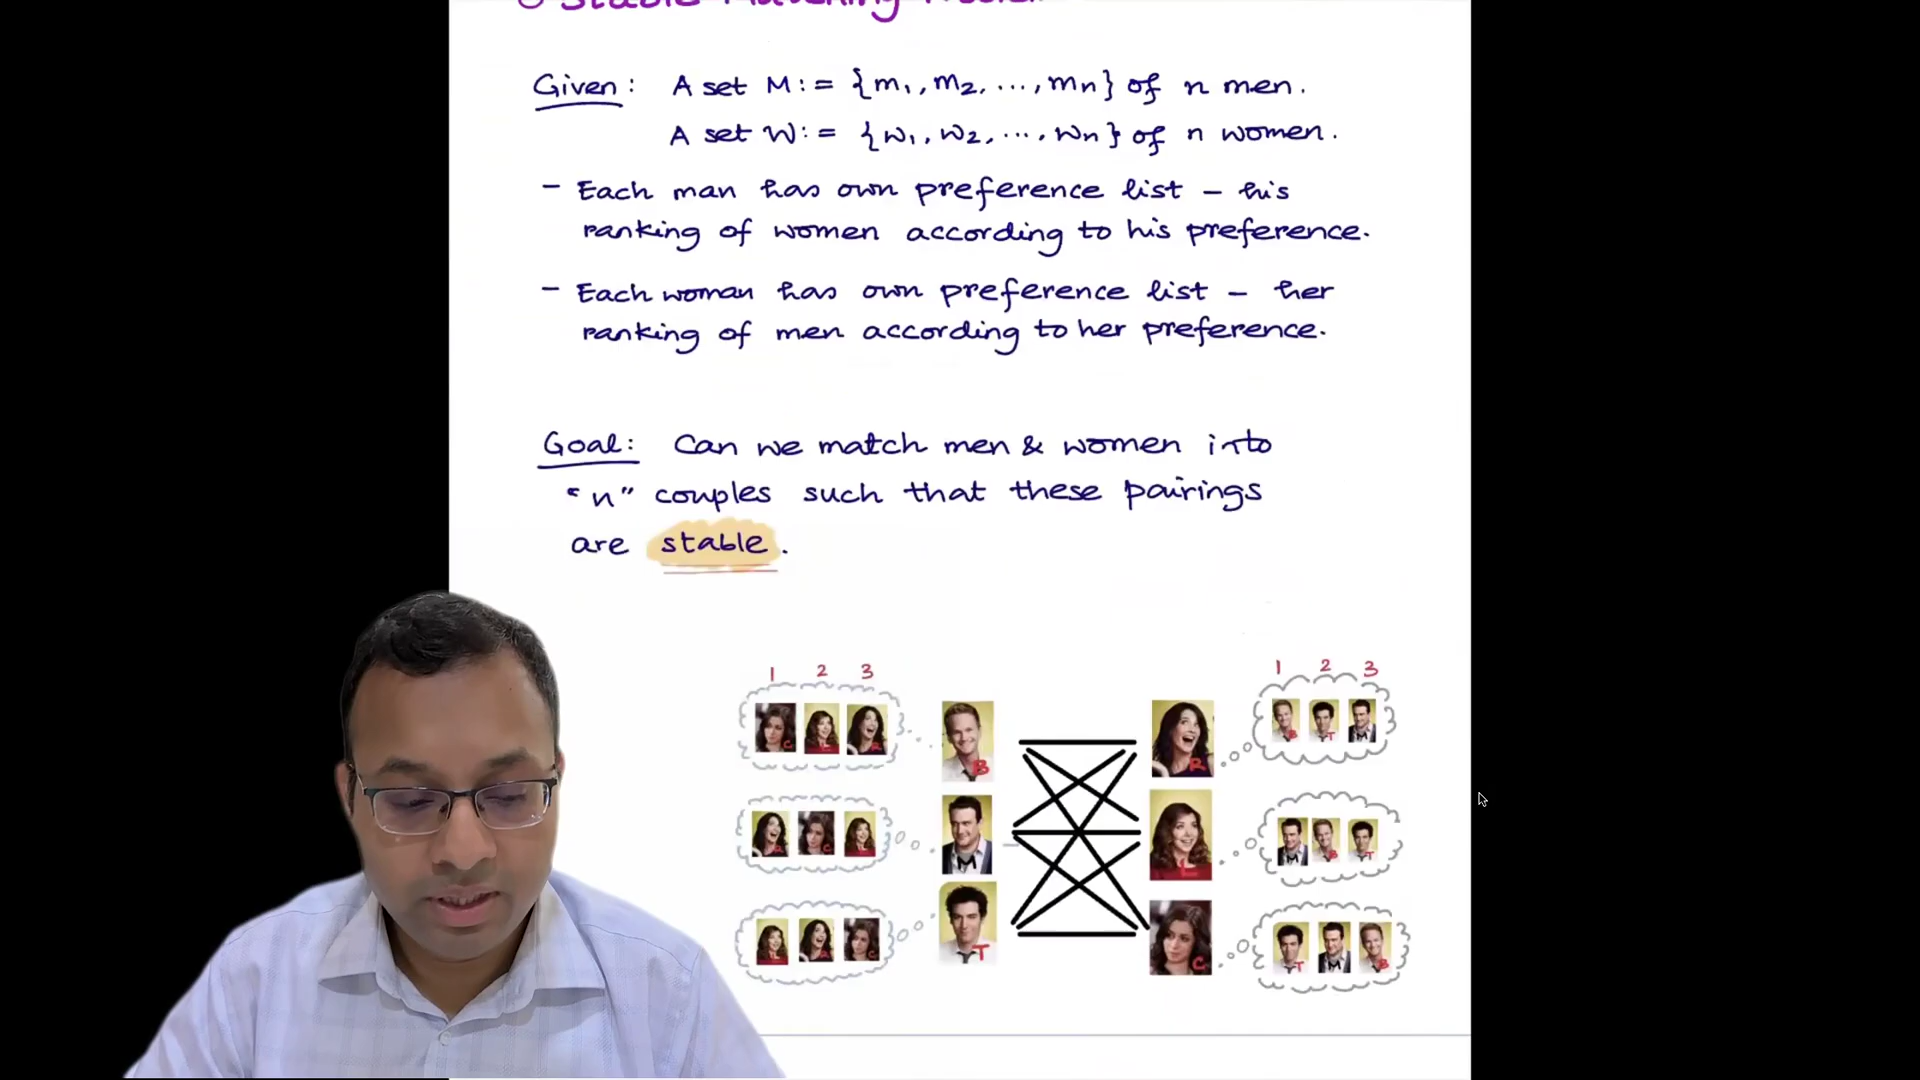 Stable Matching Problem
Given: A set M := {m₁, m₂, ..., mn} of n men.
A set W := {w₁, w₂, ..., wn} of n women.
- Each man has own preference list - his
ranking of women according to his preference.
- Each woman has own preference list - her
ranking of men according to her preference.
Goal: Can we match men & women into
"n" couples such that these pairings
are stable.
1 2 3
1 2 3
C L R
B
R
B T
R C L
M
L
M B T
L R C
T
C
T M B